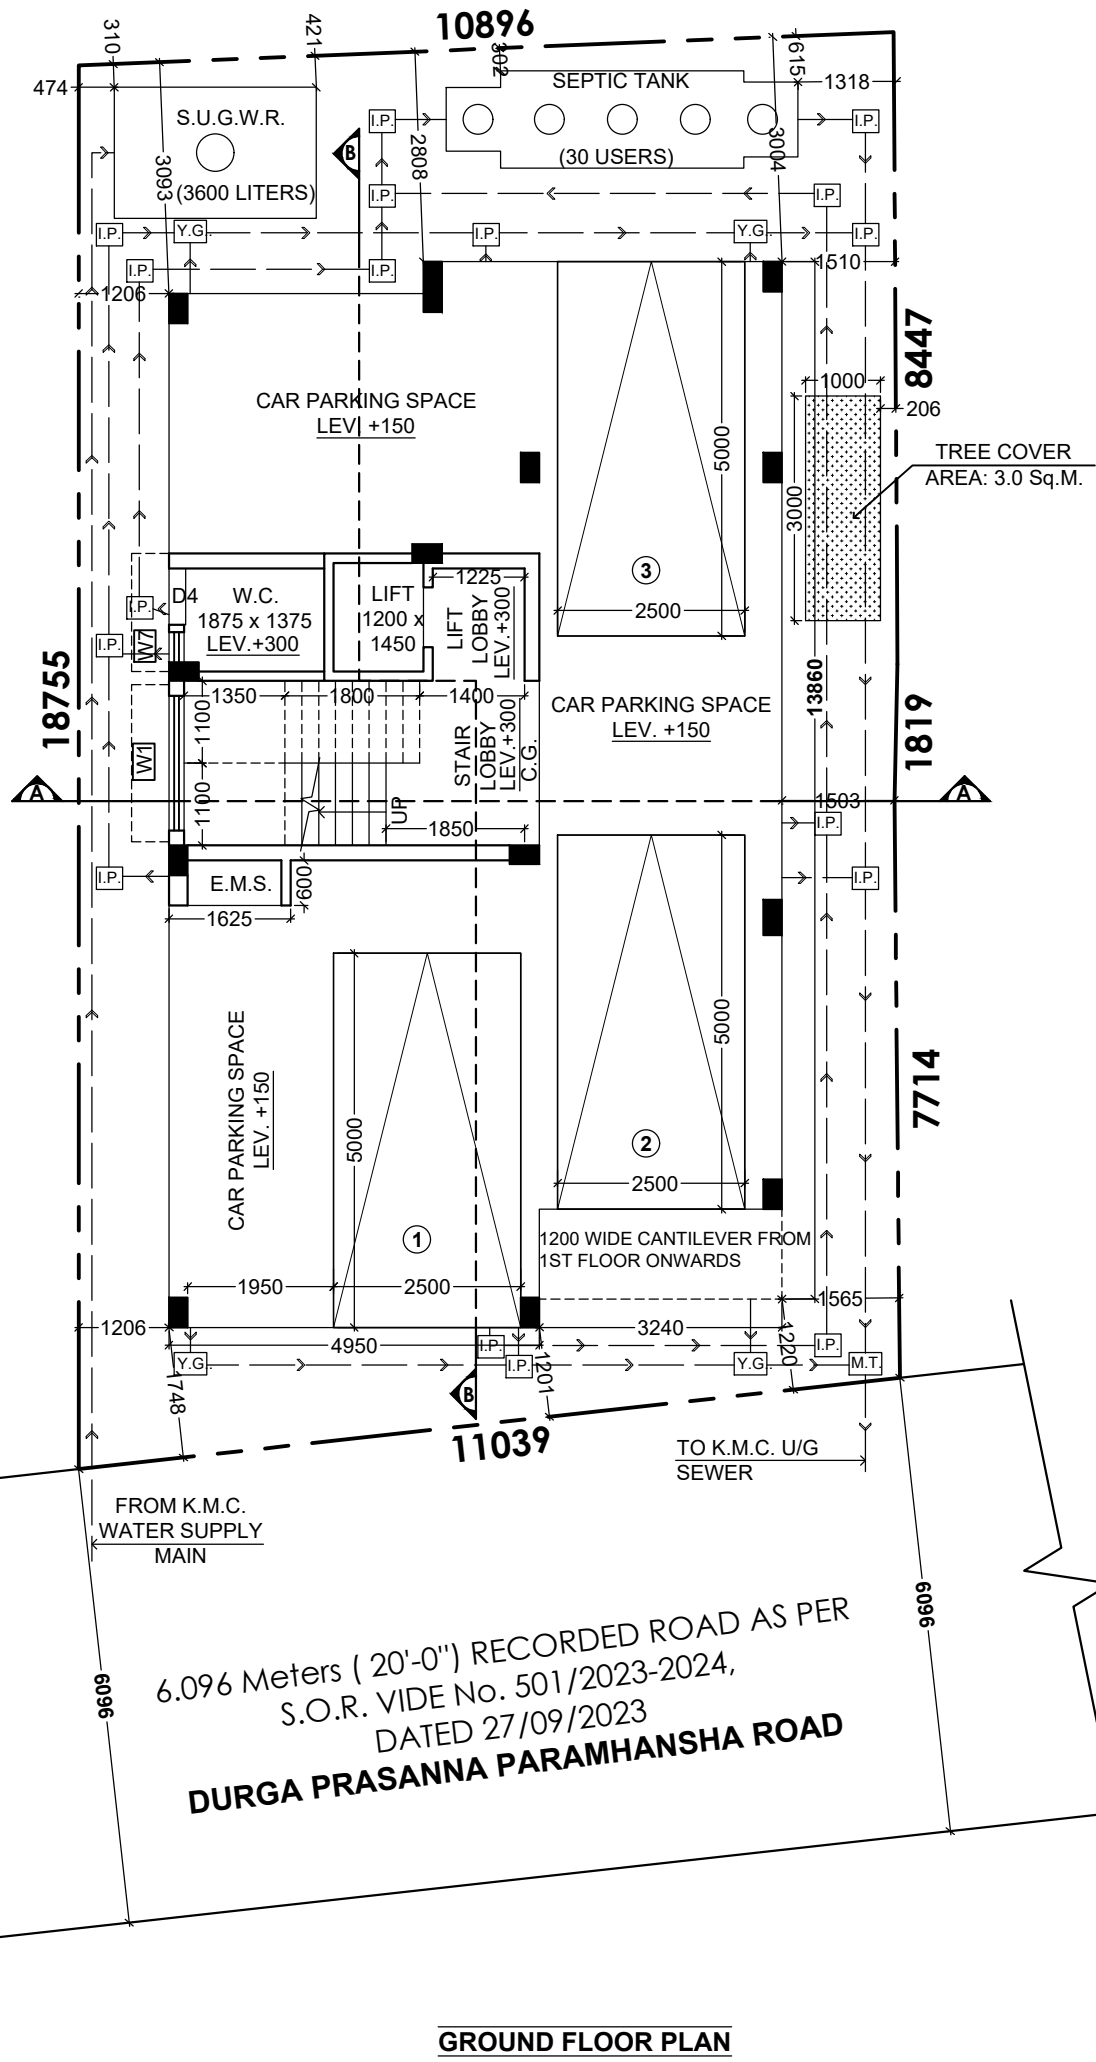 10896
310
421
302
615
474
1318
S.U.G.W.R.
(3600 LITERS)
3093
B
2808
SEPTIC TANK
(30 USERS)
3004
I.P.
I.P.
I.P.
I.P.
I.P.
Y.G.
I.P.
Y.G.
I.P.
I.P.
I.P.
1206
1510
8447
CAR PARKING SPACE
LEV. +150
1000
206
5000
3000
TREE COVER
AREA: 3.0 Sq.M.
3
2500
D4
W.C.
1875 x 1375
LEV.+300
LIFT
1200 x
1450
1225
LIFT
LOBBY
LEV.+300
I.P.
I.P.
W7
18755
13860
1819
1350
1800
1400
CAR PARKING SPACE
LEV. +150
1100
1100
W1
STAIR
LOBBY
LEV.+300
C.G.
A
A
1503
UP
1850
I.P.
I.P.
I.P.
E.M.S.
600
1625
7714
CAR PARKING SPACE
LEV. +150
5000
5000
2
2500
1
1200 WIDE CANTILEVER FROM
1ST FLOOR ONWARDS
1950
2500
1206
1565
4950
3240
I.P.
I.P.
Y.G.
I.P.
Y.G.
M.T.
1748
1201
1220
B
11039
TO K.M.C. U/G
SEWER
FROM K.M.C.
WATER SUPPLY
MAIN
6096
6096
6.096 Meters ( 20'-0") RECORDED ROAD AS PER
S.O.R. VIDE No. 501/2023-2024,
DATED 27/09/2023
DURGA PRASANNA PARAMHANSHA ROAD
GROUND FLOOR PLAN